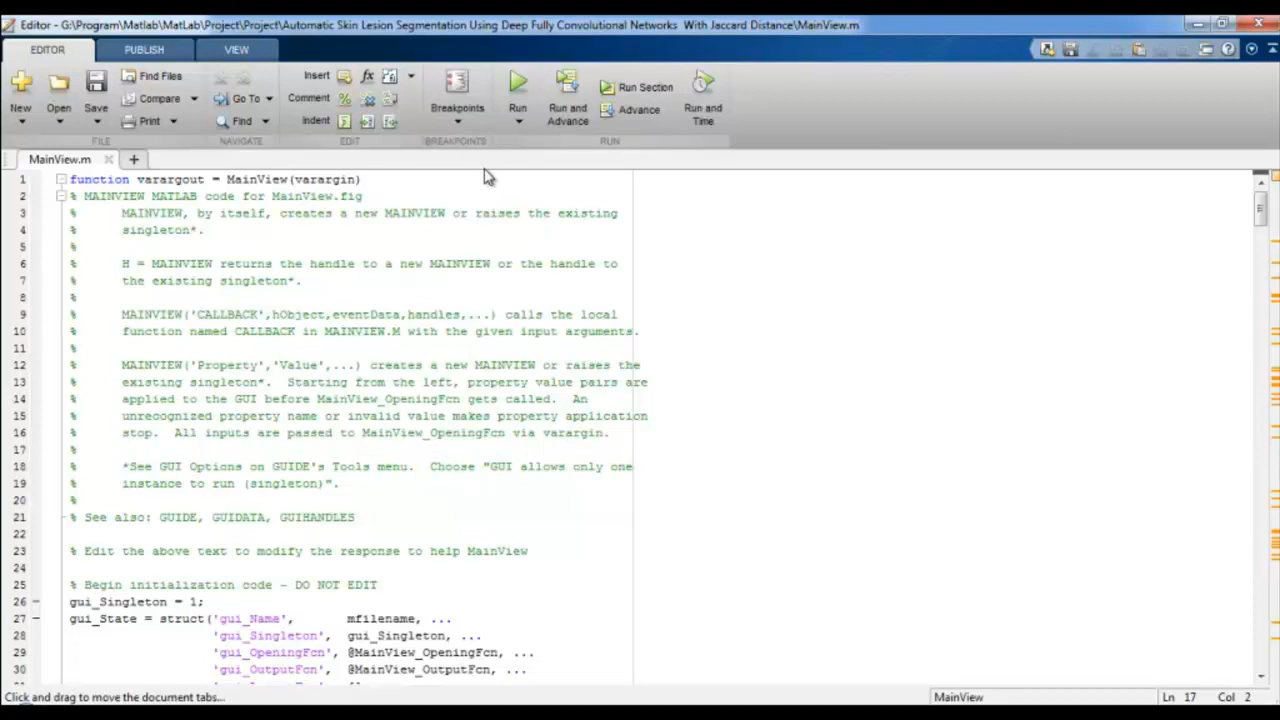 Editor - G:\Program\Matlab\MatLab\Project\Project\Automatic Skin Lesion Segmentation Using Deep Fully Convolutional Networks  With Jaccard Distance\MainView.m
EDITOR PUBLISH VIEW
New Open Save Find Files Compare Print
Go To Find
Insert fx
Comment %
Indent
Breakpoints Run Run and Advance Run Section Advance Run and Time
FILE NAVIGATE EDIT BREAKPOINTS RUN
MainView.m
1 function varargout = MainView(varargin)
2 % MAINVIEW MATLAB code for MainView.fig
3 %      MAINVIEW, by itself, creates a new MAINVIEW or raises the existing
4 %      singleton*.
5 %
6 %      H = MAINVIEW returns the handle to a new MAINVIEW or the handle to
7 %      the existing singleton*.
8 %
9 %      MAINVIEW('CALLBACK',hObject,eventData,handles,...) calls the local
10 %      function named CALLBACK in MAINVIEW.M with the given input arguments.
11 %
12 %      MAINVIEW('Property','Value',...) creates a new MAINVIEW or raises the
13 %      existing singleton*.  Starting from the left, property value pairs are
14 %      applied to the GUI before MainView_OpeningFcn gets called.  An
15 %      unrecognized property name or invalid value makes property application
16 %      stop.  All inputs are passed to MainView_OpeningFcn via varargin.
17 %
18 %      *See GUI Options on GUIDE's Tools menu.  Choose "GUI allows only one
19 %      instance to run (singleton)".
20 %
21 % See also: GUIDE, GUIDATA, GUIHANDLES
22
23 % Edit the above text to modify the response to help MainView
24
25 % Begin initialization code - DO NOT EDIT
26 gui_Singleton = 1;
27 gui_State = struct('gui_Name',       mfilename, ...
28 'gui_Singleton',  gui_Singleton, ...
29 'gui_OpeningFcn', @MainView_OpeningFcn, ...
30 'gui_OutputFcn',  @MainView_OutputFcn, ...
Click and drag to move the document tabs... MainView Ln 17 Col 2